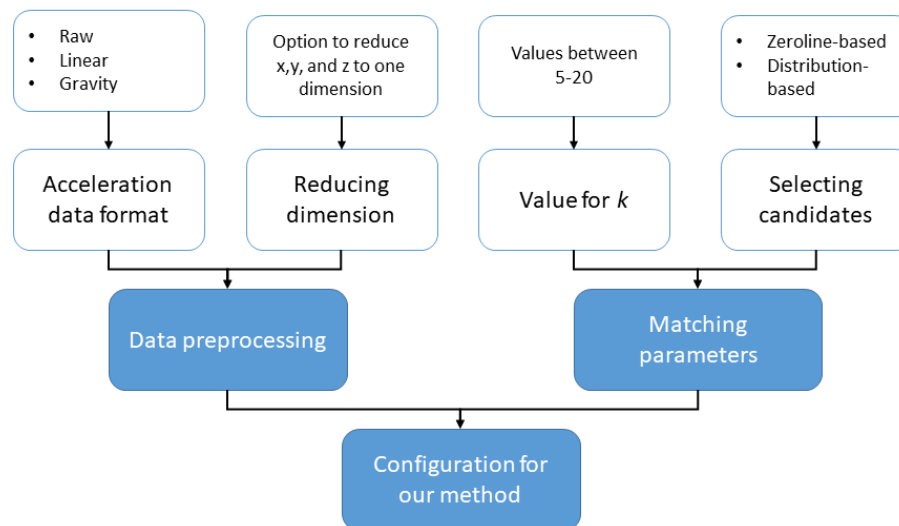 • Raw
• Linear
• Gravity
Option to reduce
x,y, and z to one
dimension
Values between
5-20
• Zeroline-based
• Distribution-
based
Acceleration
data format
Reducing
dimension
Value for k
Selecting
candidates
Data preprocessing
Matching
parameters
Configuration for
our method